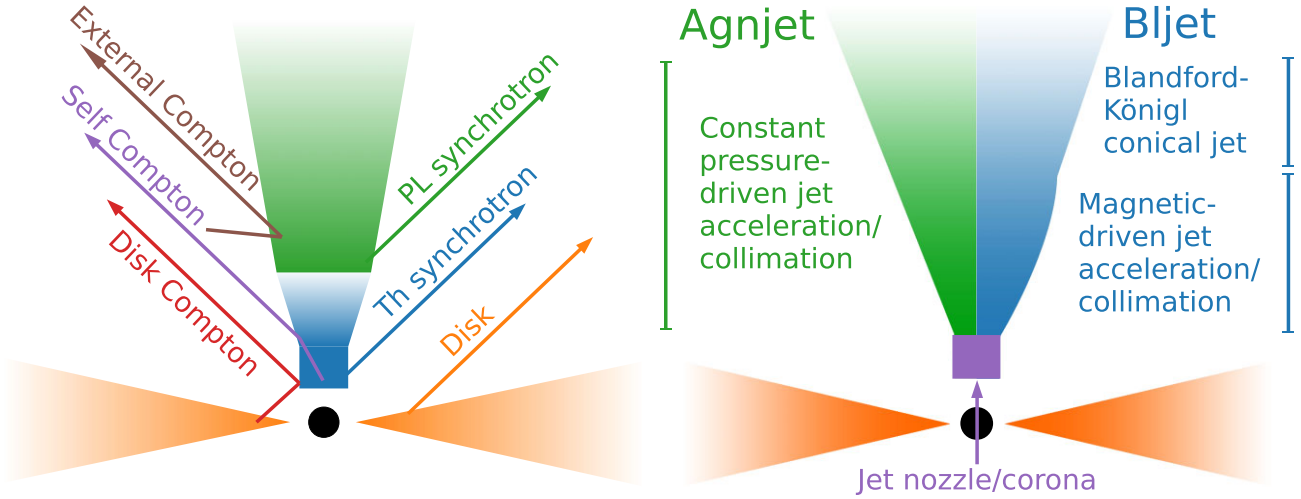 External Compton
Self Compton
Disk Compton
PL synchrotron
Th synchrotron
Disk
Agnjet
Constant
pressure-
driven jet
acceleration/
collimation
Bljet
Blandford-
Königl
conical jet
Magnetic-
driven jet
acceleration/
collimation
Jet nozzle/corona